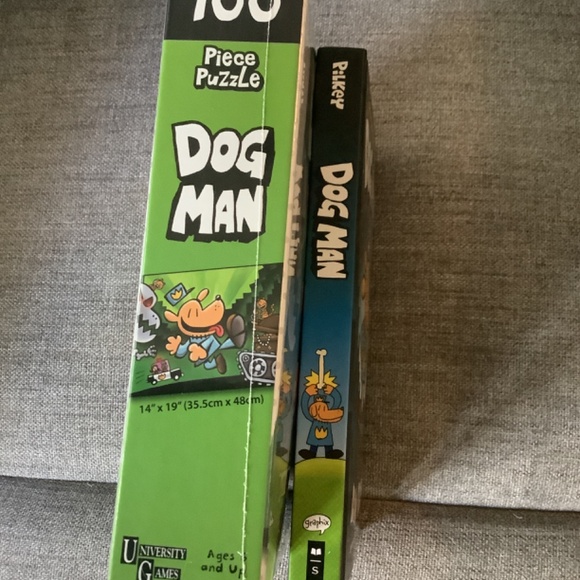 100
Piece
Puzzle
DOG
MAN
14" x 19" (35.5cm x 48cm)
UNIVERSITY
GAMES
Ages 
and Up
PILKEY
DOG MAN
graphix
S